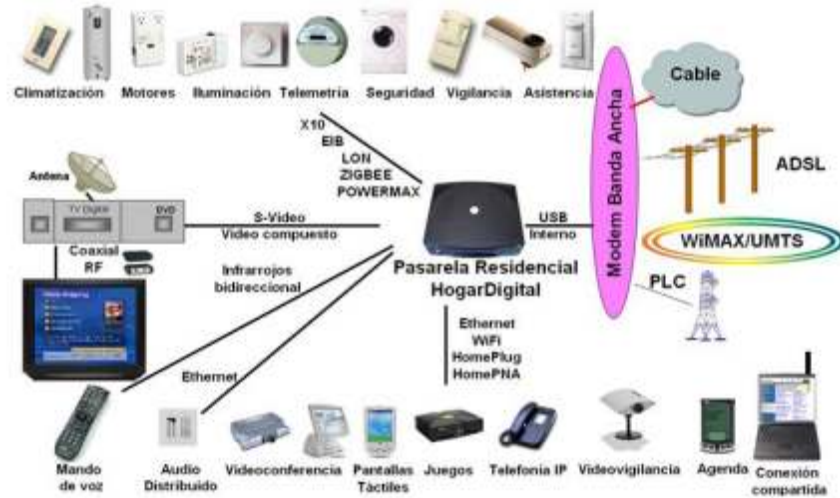 Climatización Motores Iluminación Telemetría Seguridad Vigilancia Asistencia
Cable
X10
EIB
LON
ZIGBEE
POWERMAX
Modem Banda Ancha
ADSL
Antena
TV Digital
DVD
S-Video
Video compuesto
USB
Interno
WiMAX/UMTS
Coaxial
RF
Infrarrojos
bidireccional
Pasarela Residencial
HogarDigital
PLC
Ethernet
WiFi
HomePlug
HomePNA
Ethernet
Mando
de voz
Audio
Distribuido
Videoconferencia
Pantallas
Táctiles
Juegos
Telefonía IP
Videovigilancia
Agenda
Conexión
compartida